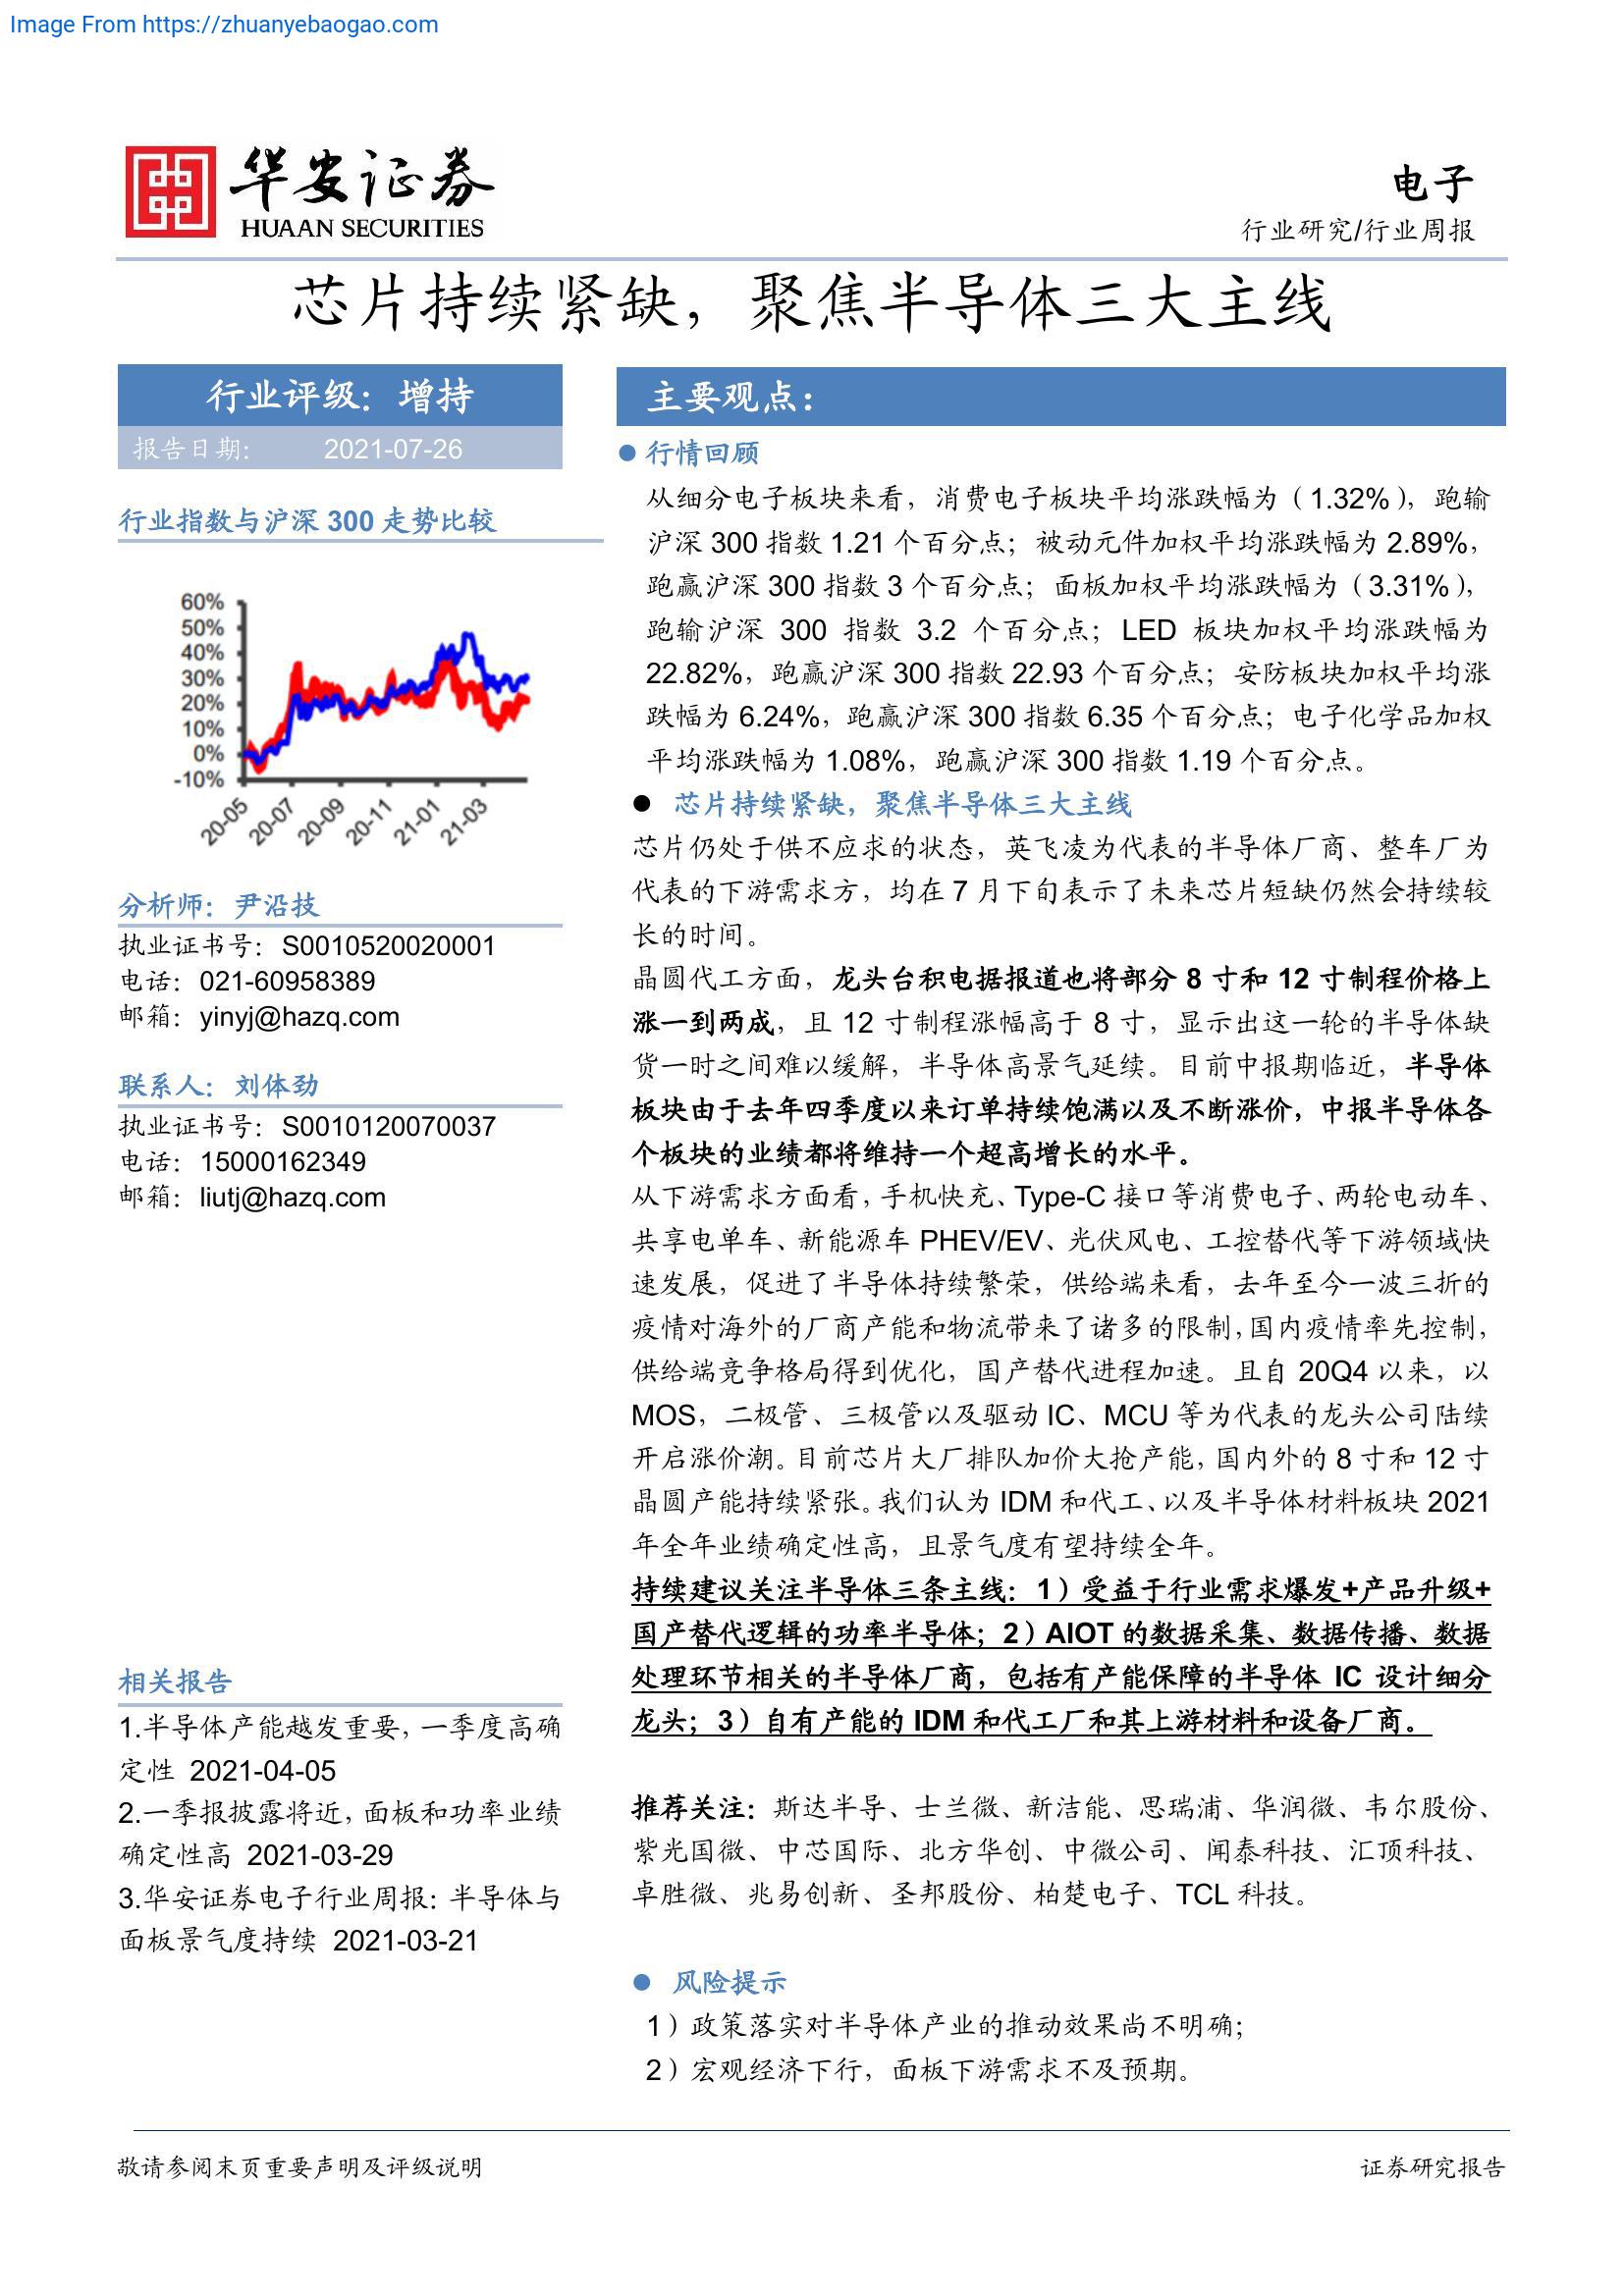 Image From https://zhuanyebaogao.com
华安证券
HUAAN SECURITIES
电子
行业研究/行业周报
芯片持续紧缺，聚焦半导体三大主线
行业评级：增持
报告日期： 2021-07-26
行业指数与沪深 300 走势比较
60%
50%
40%
30%
20%
10%
0%
-10%
20-05
20-07
20-09
20-11
21-01
21-03
分析师：尹沿技
执业证书号：S0010520020001
电话：021-60958389
邮箱：yinyj@hazq.com
联系人：刘体劲
执业证书号：S0010120070037
电话：15000162349
邮箱：liutj@hazq.com
相关报告
1.半导体产能越发重要，一季度高确
定性 2021-04-05
2.一季报披露将近，面板和功率业绩
确定性高 2021-03-29
3.华安证券电子行业周报：半导体与
面板景气度持续 2021-03-21
主要观点：
● 行情回顾
从细分电子板块来看，消费电子板块平均涨跌幅为（1.32%），跑输
沪深 300 指数 1.21 个百分点；被动元件加权平均涨跌幅为 2.89%，
跑赢沪深 300 指数 3 个百分点；面板加权平均涨跌幅为（3.31%），
跑输沪深 300 指数 3.2 个百分点；LED 板块加权平均涨跌幅为
22.82%，跑赢沪深 300 指数 22.93 个百分点；安防板块加权平均涨
跌幅为 6.24%，跑赢沪深 300 指数 6.35 个百分点；电子化学品加权
平均涨跌幅为 1.08%，跑赢沪深 300 指数 1.19 个百分点。
● 芯片持续紧缺，聚焦半导体三大主线
芯片仍处于供不应求的状态，英飞凌为代表的半导体厂商、整车厂为
代表的下游需求方，均在 7 月下旬表示了未来芯片短缺仍然会持续较
长的时间。
晶圆代工方面，龙头台积电据报道也将部分 8 寸和 12 寸制程价格上
涨一到两成，且 12 寸制程涨幅高于 8 寸，显示出这一轮的半导体缺
货一时之间难以缓解，半导体高景气延续。目前中报期临近，半导体
板块由于去年四季度以来订单持续饱满以及不断涨价，中报半导体各
个板块的业绩都将维持一个超高增长的水平。
从下游需求方面看，手机快充、Type-C 接口等消费电子、两轮电动车、
共享电单车、新能源车 PHEV/EV、光伏风电、工控替代等下游领域快
速发展，促进了半导体持续繁荣，供给端来看，去年至今一波三折的
疫情对海外的厂商产能和物流带来了诸多的限制，国内疫情率先控制，
供给端竞争格局得到优化，国产替代进程加速。且自 20Q4 以来，以
MOS，二极管、三极管以及驱动 IC、MCU 等为代表的龙头公司陆续
开启涨价潮。目前芯片大厂排队加价大抢产能，国内外的 8 寸和 12 寸
晶圆产能持续紧张。我们认为 IDM 和代工、以及半导体材料板块 2021
年全年业绩确定性高，且景气度有望持续全年。
持续建议关注半导体三条主线：1）受益于行业需求爆发+产品升级+
国产替代逻辑的功率半导体；2）AIOT 的数据采集、数据传播、数据
处理环节相关的半导体厂商，包括有产能保障的半导体 IC 设计细分
龙头；3）自有产能的 IDM 和代工厂和其上游材料和设备厂商。
推荐关注：斯达半导、士兰微、新洁能、思瑞浦、华润微、韦尔股份、
紫光国微、中芯国际、北方华创、中微公司、闻泰科技、汇顶科技、
卓胜微、兆易创新、圣邦股份、柏楚电子、TCL 科技。
● 风险提示
1）政策落实对半导体产业的推动效果尚不明确；
2）宏观经济下行，面板下游需求不及预期。
敬请参阅末页重要声明及评级说明
证券研究报告